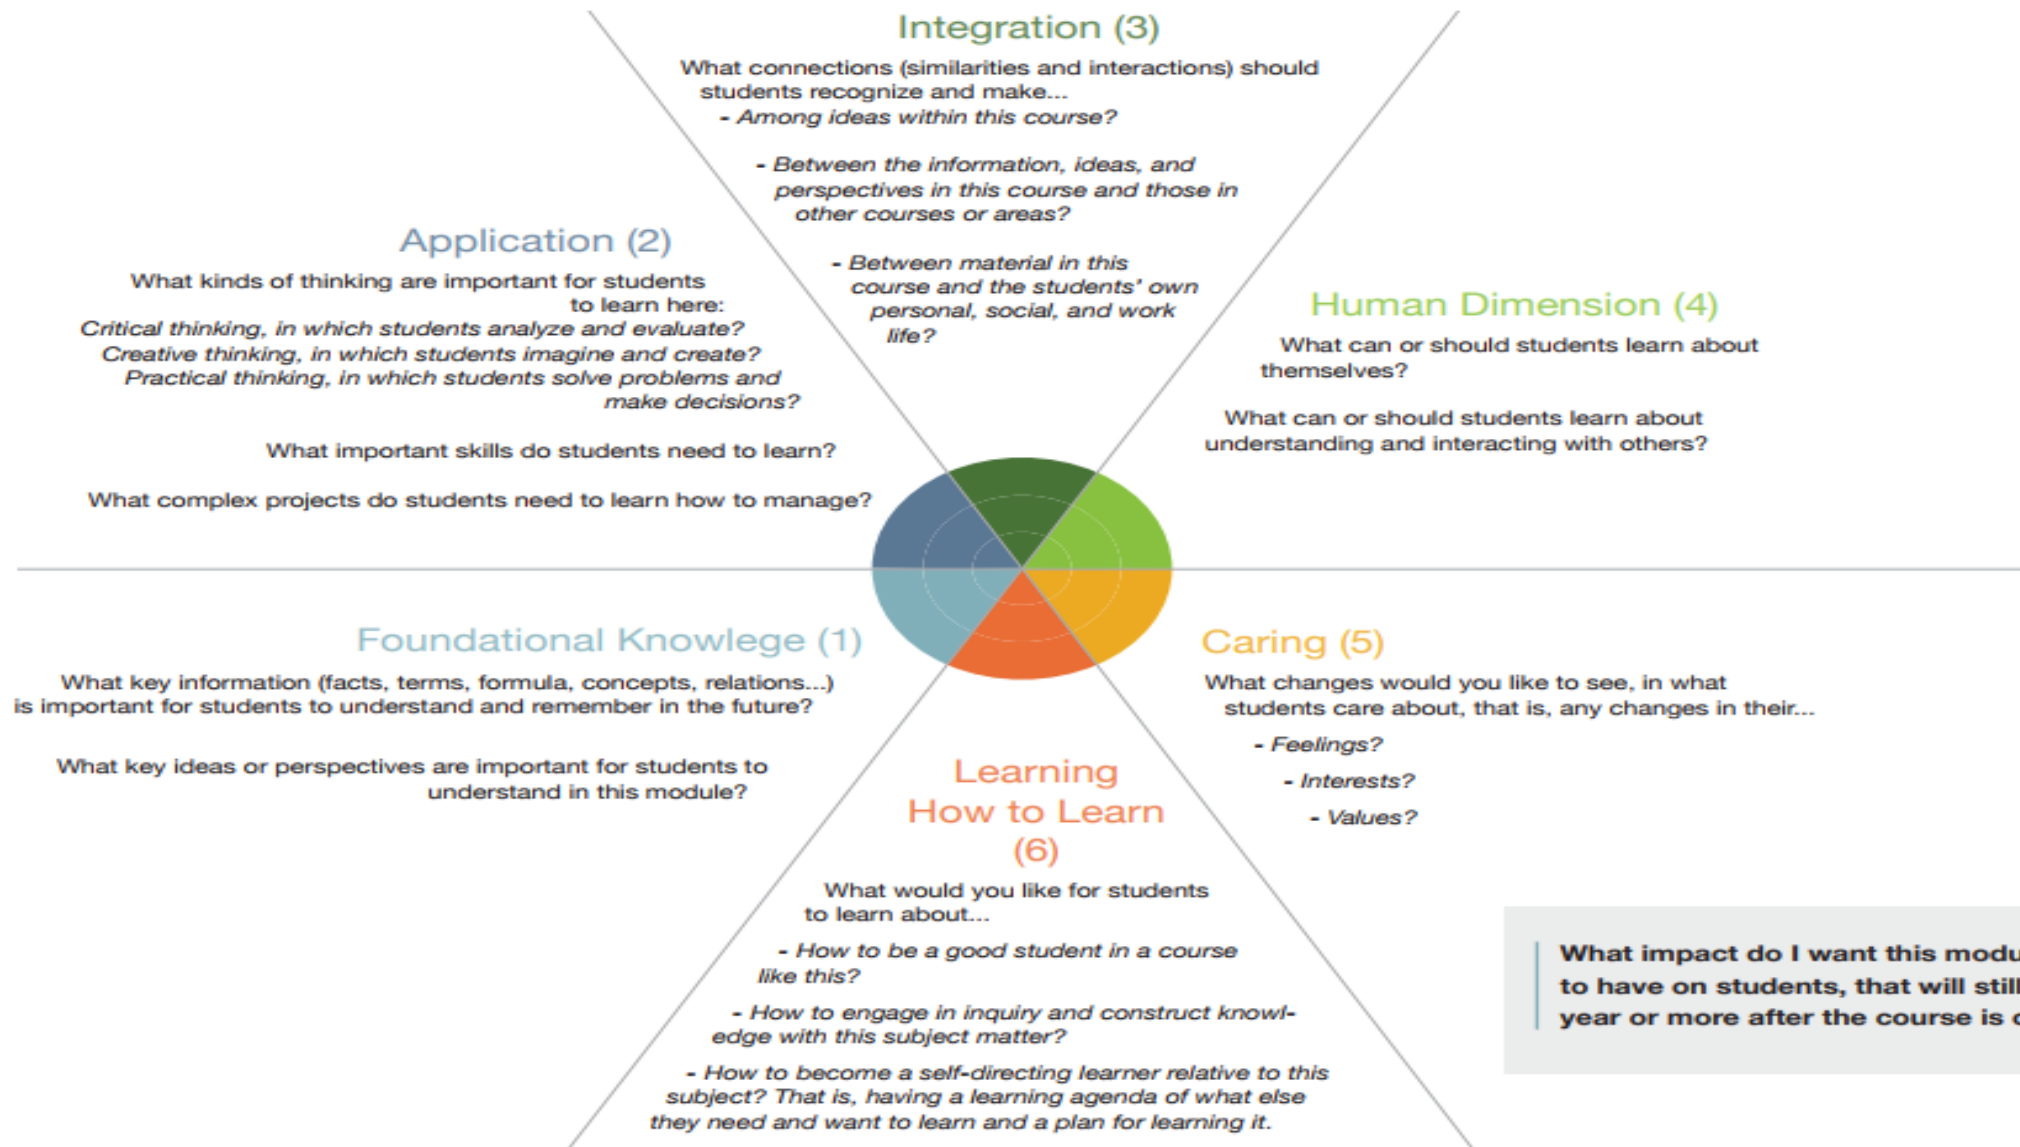 Integration (3)
What connections (similarities and interactions) should
students recognize and make...
- Among ideas within this course?
- Between the information, ideas, and
perspectives in this course and those in
other courses or areas?
- Between material in this
course and the students' own
personal, social, and work
life?
Application (2)
What kinds of thinking are important for students
to learn here:
Critical thinking, in which students analyze and evaluate?
Creative thinking, in which students imagine and create?
Practical thinking, in which students solve problems and
make decisions?
What important skills do students need to learn?
What complex projects do students need to learn how to manage?
Human Dimension (4)
What can or should students learn about
themselves?
What can or should students learn about
understanding and interacting with others?
Foundational Knowlege (1)
What key information (facts, terms, formula, concepts, relations...)
is important for students to understand and remember in the future?
What key ideas or perspectives are important for students to
understand in this module?
Caring (5)
What changes would you like to see, in what
students care about, that is, any changes in their...
- Feelings?
- Interests?
- Values?
Learning
How to Learn
(6)
What would you like for students
to learn about...
- How to be a good student in a course
like this?
- How to engage in inquiry and construct knowl-
edge with this subject matter?
- How to become a self-directing learner relative to this
subject? That is, having a learning agenda of what else
they need and want to learn and a plan for learning it.
What impact do I want this modu
to have on students, that will still
year or more after the course is